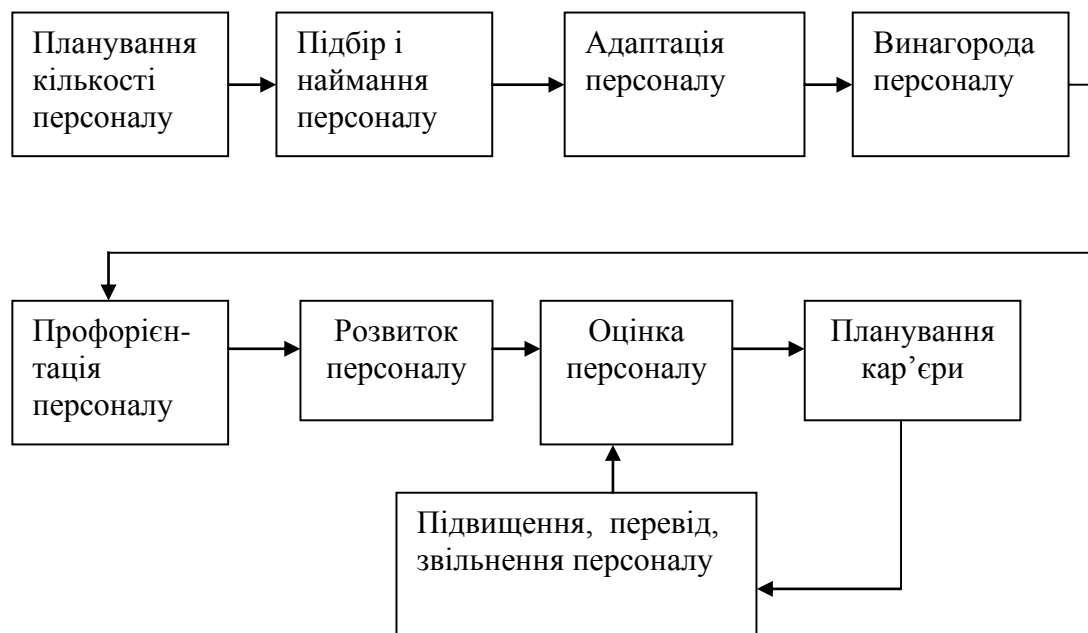 Планування
кількості
персоналу
Підбір і
наймання
персоналу
Адаптація
персоналу
Винагорода
персоналу
Профорієн-
тація
персоналу
Розвиток
персоналу
Оцінка
персоналу
Планування
кар’єри
Підвищення, перевід,
звільнення персоналу